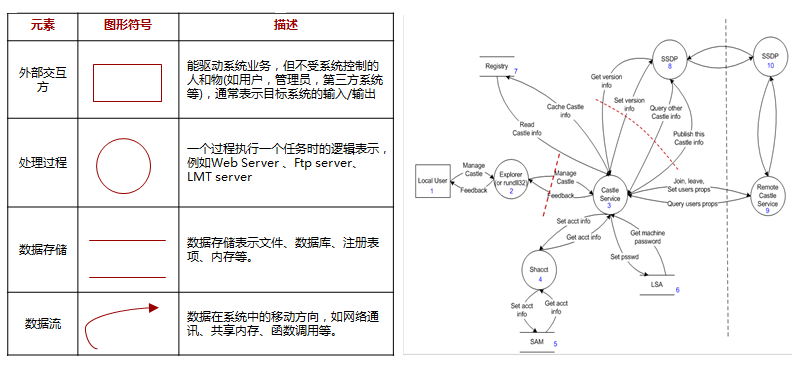 元素 图形符号 描述
外部交互
方
能驱动系统业务，但不受系统控制的
人和物(如用户，管理员，第三方系统
等)，通常表示目标系统的输入/输出
处理过程
一个过程执行一个任务时的逻辑表示，
例如Web Server 、Ftp server、
LMT server
数据存储
数据存储表示文件、数据库、注册表
项、内存等。
数据流
数据在系统中的移动方向，如网络通
讯、共享内存、函数调用等。
Registry
7
SSDP
8
SSDP
10
Get version
info
Set version
info
Cache Castle
info
Query other
Castle info
Read
Castle info
Publish this
Castle info
Local User
1
Manage
Castle
Feedback
Explorer
(or rundll32)
2
Manage
Castle
Feedback
Castle
Service
3
Join, leave,
Set users props
Query users props
Remote
Castle
Service
9
Set acct info
Get acct info
Get machine
password
Set psswd
Shacct
4
LSA
6
Set acct
info
Get acct
info
SAM
5